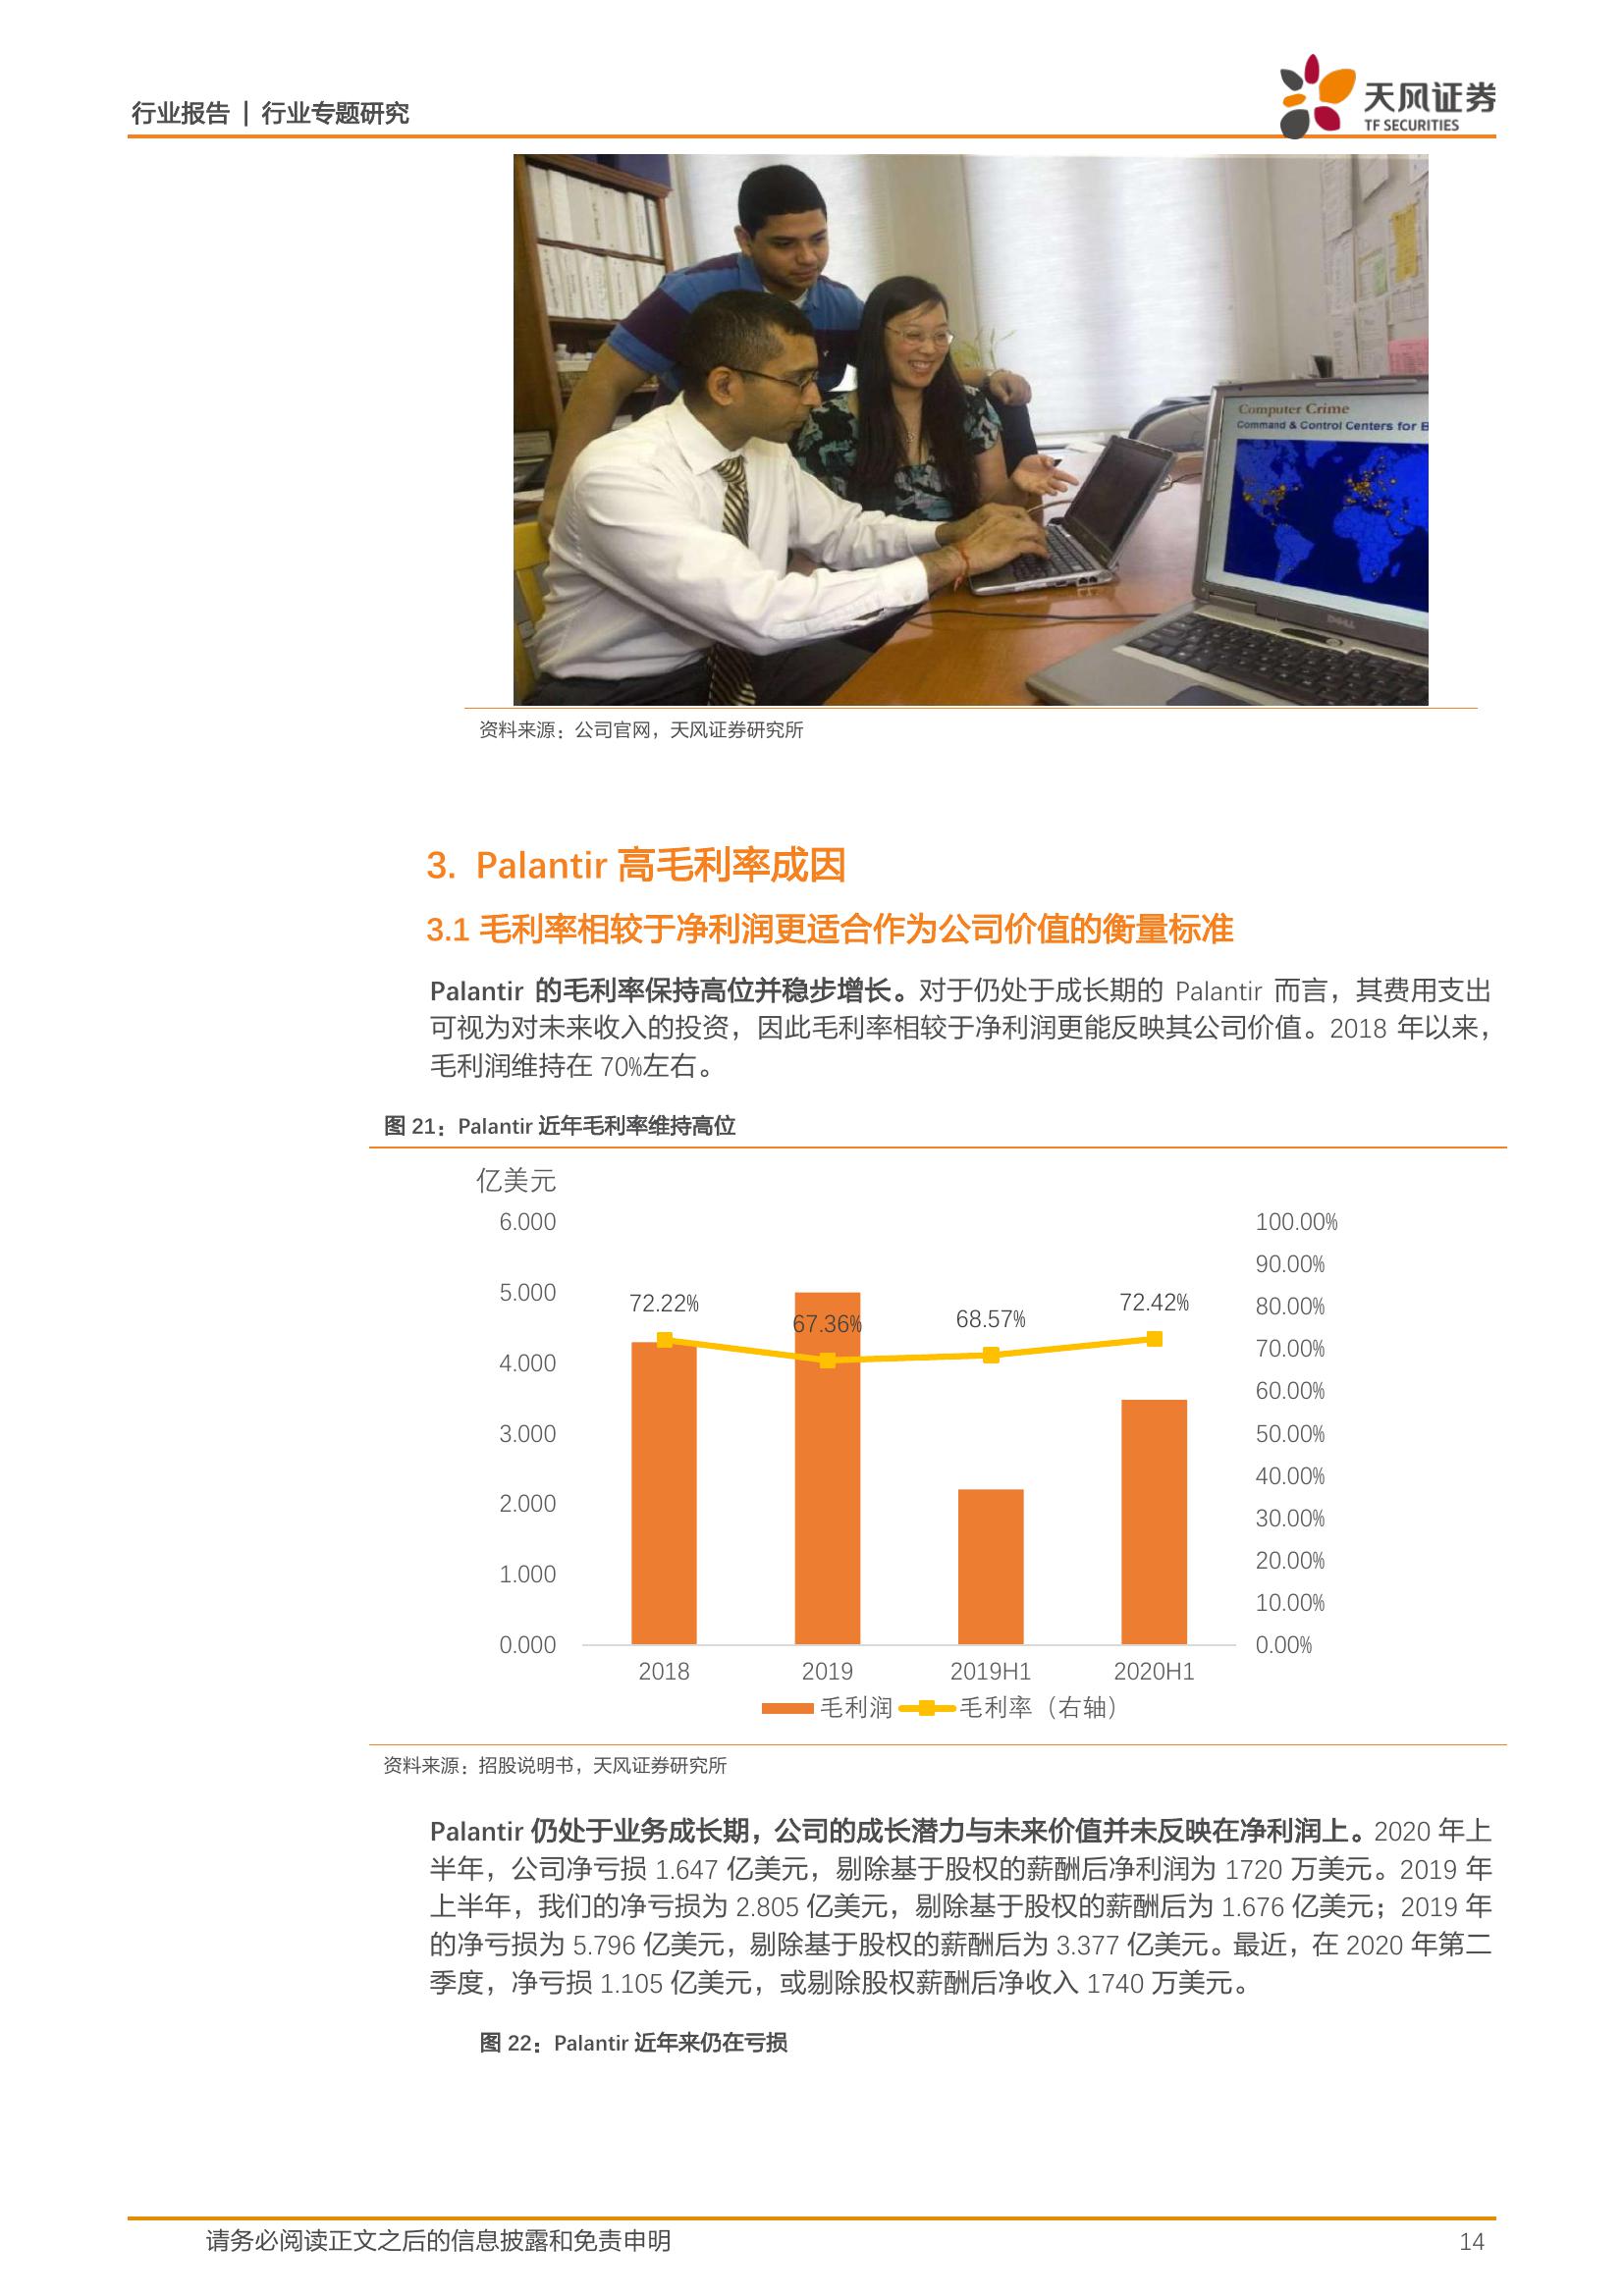 行业报告 | 行业专题研究
天风证券
TF SECURITIES
Computer Crime
Command & Control Centers for B
DELL
资料来源：公司官网，天风证券研究所
3. Palantir 高毛利率成因
3.1 毛利率相较于净利润更适合作为公司价值的衡量标准
Palantir 的毛利率保持高位并稳步增长。对于仍处于成长期的 Palantir 而言，其费用支出
可视为对未来收入的投资，因此毛利率相较于净利润更能反映其公司价值。2018 年以来，
毛利润维持在 70%左右。
图 21：Palantir 近年毛利率维持高位
亿美元
6.000
5.000
4.000
3.000
2.000
1.000
0.000
100.00%
90.00%
80.00%
70.00%
60.00%
50.00%
40.00%
30.00%
20.00%
10.00%
0.00%
72.22%
67.36%
68.57%
72.42%
2018 2019 2019H1 2020H1
毛利润 毛利率（右轴）
资料来源：招股说明书，天风证券研究所
Palantir 仍处于业务成长期，公司的成长潜力与未来价值并未反映在净利润上。2020 年上
半年，公司净亏损 1.647 亿美元，剔除基于股权的薪酬后净利润为 1720 万美元。2019 年
上半年，我们的净亏损为 2.805 亿美元，剔除基于股权的薪酬后为 1.676 亿美元；2019 年
的净亏损为 5.796 亿美元，剔除基于股权的薪酬后为 3.377 亿美元。最近，在 2020 年第二
季度，净亏损 1.105 亿美元，或剔除股权薪酬后净收入 1740 万美元。
图 22：Palantir 近年来仍在亏损
请务必阅读正文之后的信息披露和免责申明
14